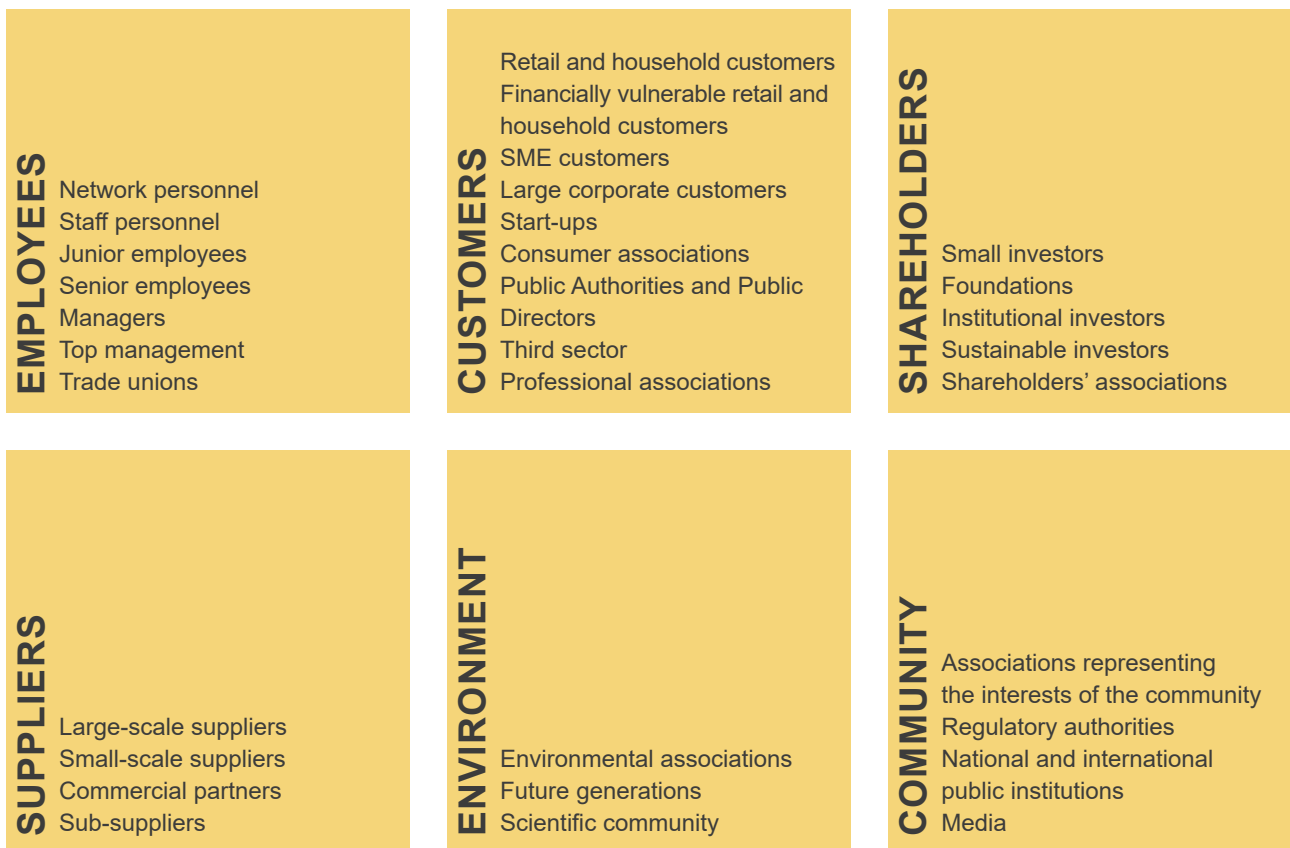 EMPLOYEES
Network personnel
Staff personnel
Junior employees
Senior employees
Managers
Top management
Trade unions
CUSTOMERS
Retail and household customers
Financially vulnerable retail and
household customers
SME customers
Large corporate customers
Start-ups
Consumer associations
Public Authorities and Public
Directors
Third sector
Professional associations
SHAREHOLDERS
Small investors
Foundations
Institutional investors
Sustainable investors
Shareholders’ associations
SUPPLIERS
Large-scale suppliers
Small-scale suppliers
Commercial partners
Sub-suppliers
ENVIRONMENT
Environmental associations
Future generations
Scientific community
COMMUNITY
Associations representing
the interests of the community
Regulatory authorities
National and international
public institutions
Media